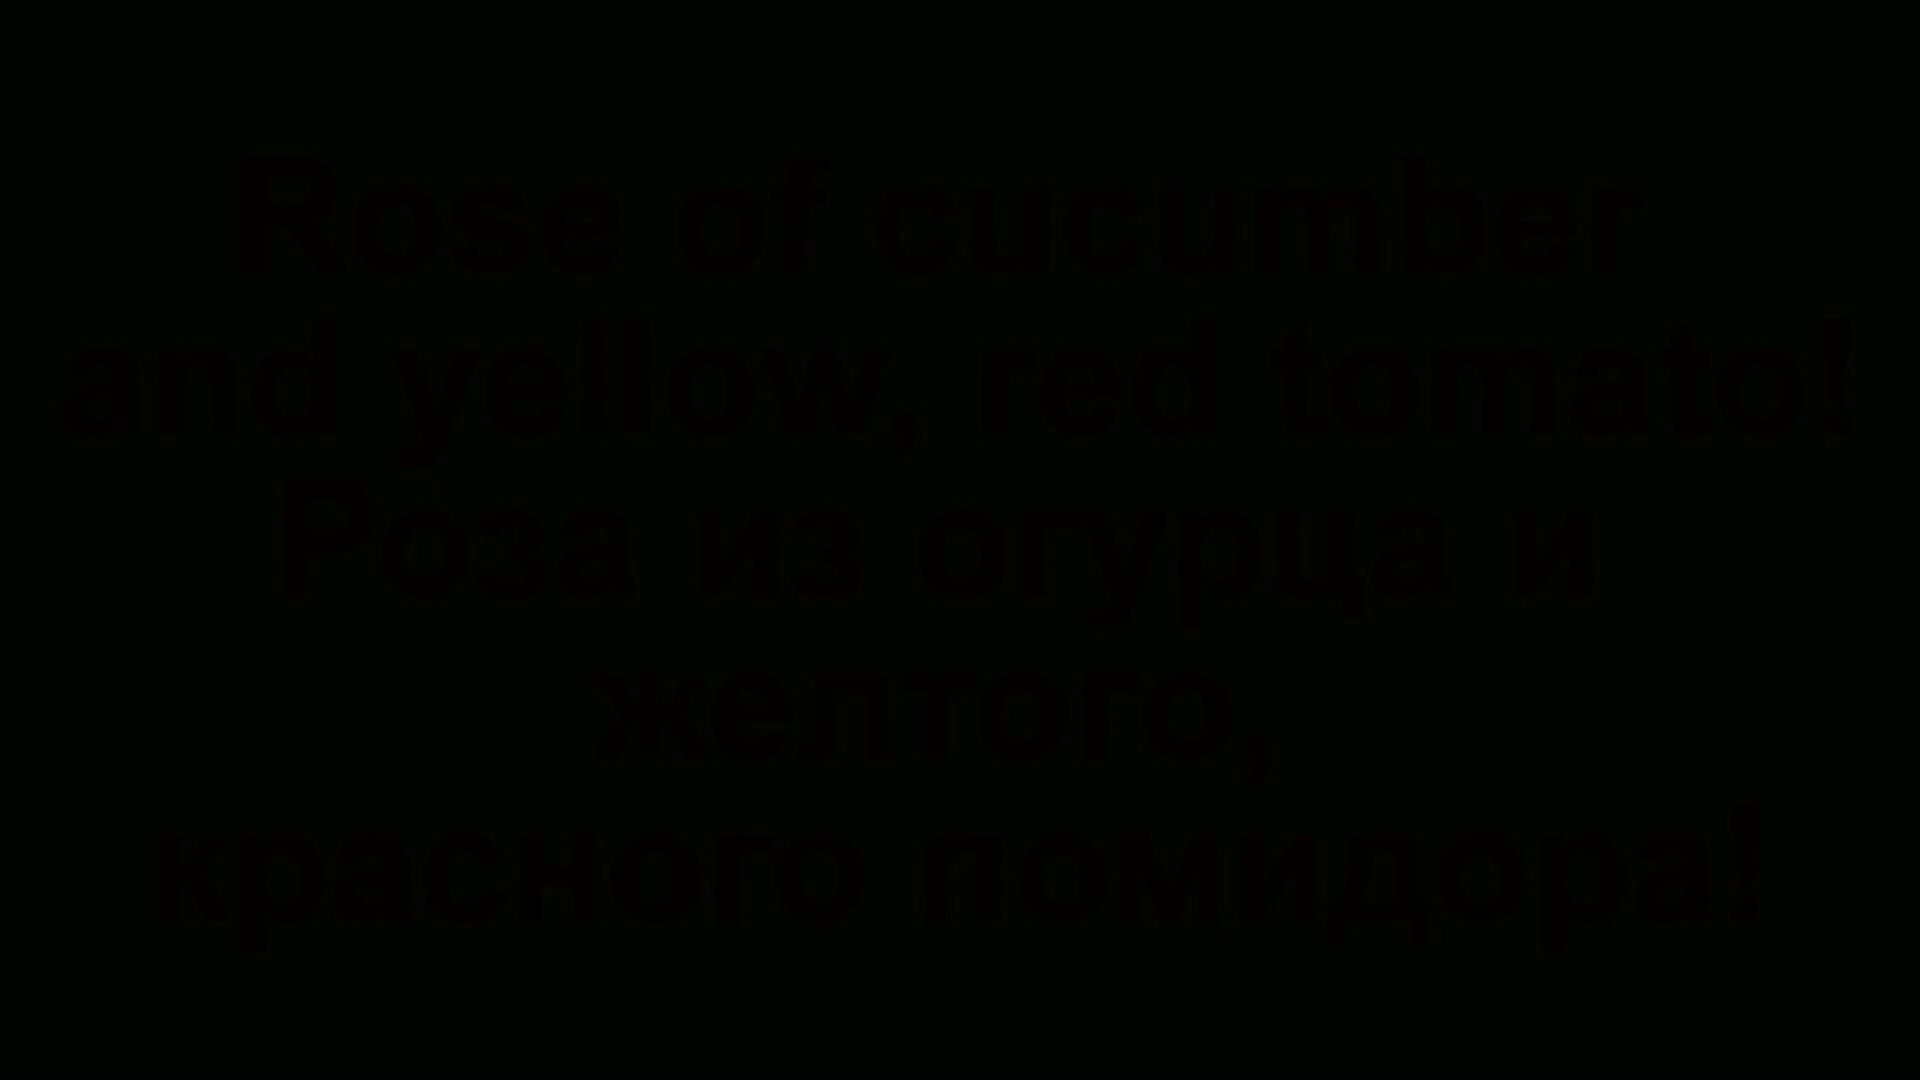 Rose of cucumber
and yellow, red tomato!
Роза из огурца и
желтого,
красного помидора!